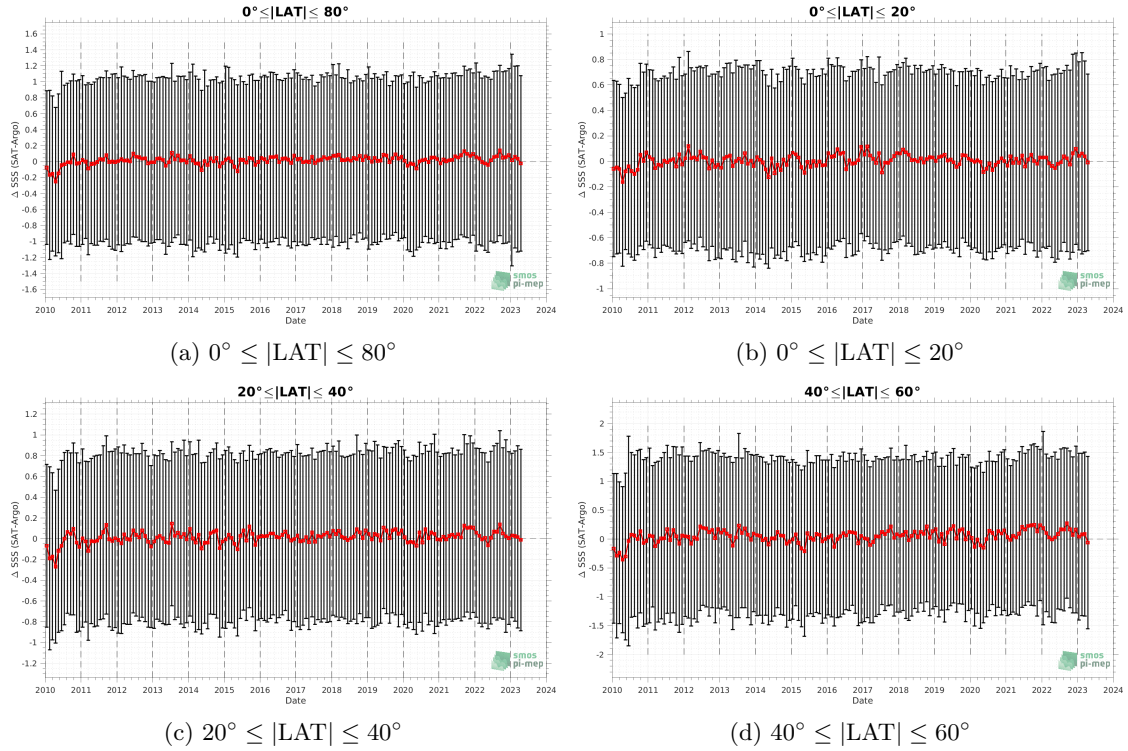 0°≤|LAT|≤ 80°
Δ SSS (SAT-Argo)
1.6
1.4
1.2
1
0.8
0.6
0.4
0.2
0
-0.2
-0.4
-0.6
-0.8
-1
-1.2
-1.4
-1.6
smos
pi-mep
2010 2011 2012 2013 2014 2015 2016 2017 2018 2019 2020 2021 2022 2023 2024
Date
(a) 0° ≤ |LAT| ≤ 80°
0°≤|LAT|≤ 20°
Δ SSS (SAT-Argo)
1
0.8
0.6
0.4
0.2
0
-0.2
-0.4
-0.6
-0.8
-1
smos
pi-mep
2010 2011 2012 2013 2014 2015 2016 2017 2018 2019 2020 2021 2022 2023 2024
Date
(b) 0° ≤ |LAT| ≤ 20°
20°≤|LAT|≤ 40°
Δ SSS (SAT-Argo)
1.2
1
0.8
0.6
0.4
0.2
0
-0.2
-0.4
-0.6
-0.8
-1
-1.2
smos
pi-mep
2010 2011 2012 2013 2014 2015 2016 2017 2018 2019 2020 2021 2022 2023 2024
Date
(c) 20° ≤ |LAT| ≤ 40°
40°≤|LAT|≤ 60°
Δ SSS (SAT-Argo)
2
1.5
1
0.5
0
-0.5
-1
-1.5
-2
smos
pi-mep
2010 2011 2012 2013 2014 2015 2016 2017 2018 2019 2020 2021 2022 2023 2024
Date
(d) 40° ≤ |LAT| ≤ 60°